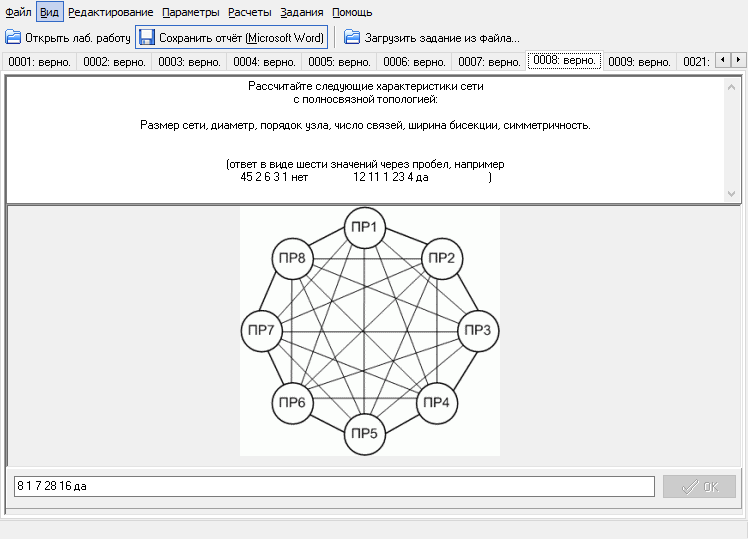 Файл Вид Редактирование Параметры Расчеты Задания Помощь
Открыть лаб. работу Сохранить отчёт (Microsoft Word) Загрузить задание из файла...
0001: верно. 0002: верно. 0003: верно. 0004: верно. 0005: верно. 0006: верно. 0007: верно. 0008: верно. 0009: верно. 0021:
Рассчитайте следующие характеристики сети
с полносвязной топологией:
Размер сети, диаметр, порядок узла, число связей, ширина бисекции, симметричность.
(ответ в виде шести значений через пробел, например
45 2 6 3 1 нет 12 11 1 23 4 да )
ПР1
ПР8 ПР2
ПР7 ПР3
ПР6 ПР4
ПР5
8 1 7 28 16 да OK